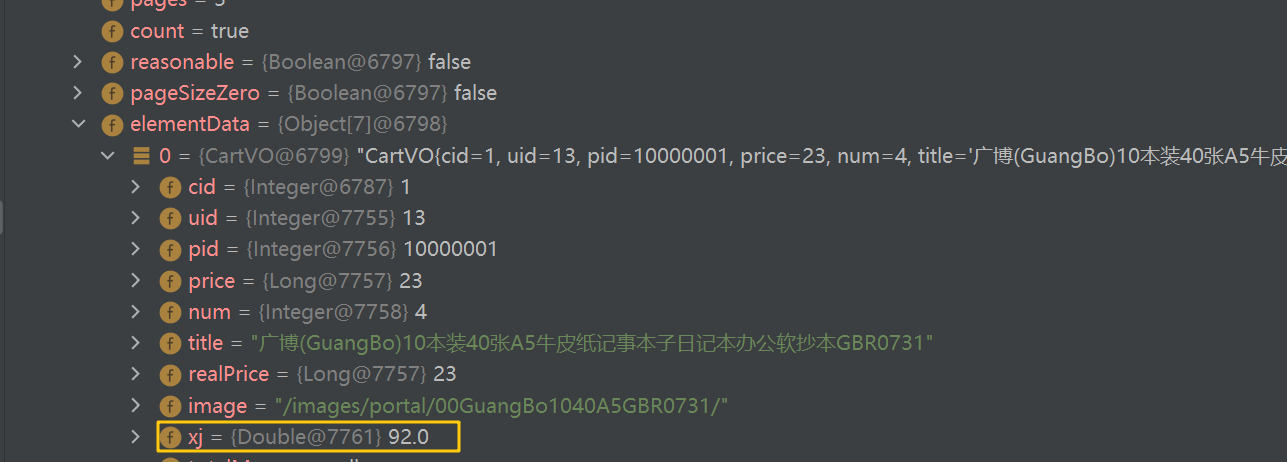 pages = 5
count = true
reasonable = {Boolean@6797} false
pageSizeZero = {Boolean@6797} false
elementData = {Object[7]@6798}
0 = {CartVO@6799} "CartVO{cid=1, uid=13, pid=10000001, price=23, num=4, title='广博(GuangBo)10本装40张A5牛皮
cid = {Integer@6787} 1
uid = {Integer@7755} 13
pid = {Integer@7756} 10000001
price = {Long@7757} 23
num = {Integer@7758} 4
title = "广博(GuangBo)10本装40张A5牛皮纸记事本子日记本办公软抄本GBR0731"
realPrice = {Long@7757} 23
image = "/images/portal/00GuangBo1040A5GBR0731/"
xj = {Double@7761} 92.0